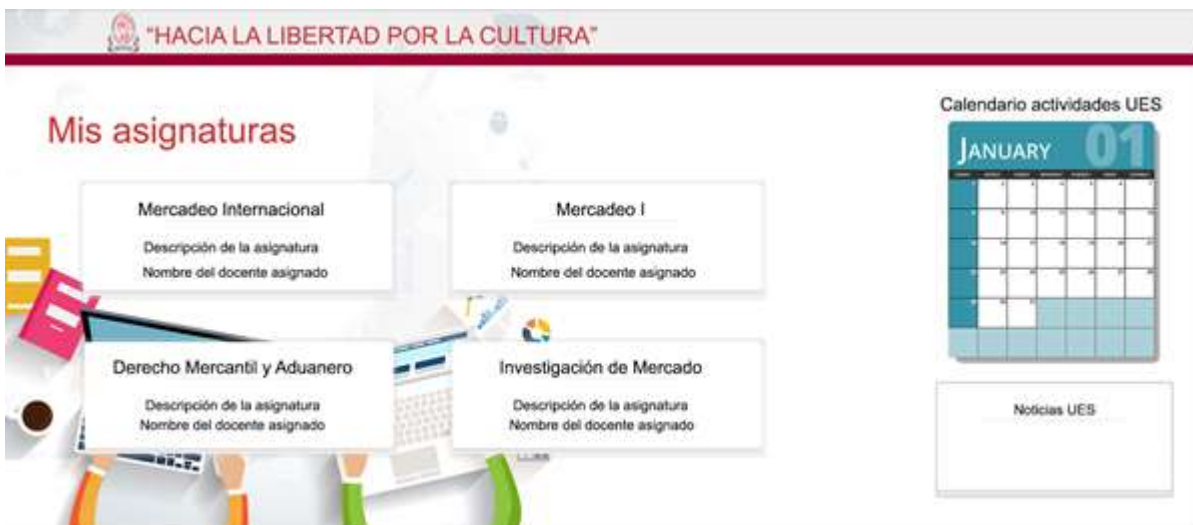 “HACIA LA LIBERTAD POR LA CULTURA”
Mis asignaturas
Mercadeo Internacional
Descripción de la asignatura
Nombre del docente asignado
Mercadeo I
Descripción de la asignatura
Nombre del docente asignado
Derecho Mercantil y Aduanero
Descripción de la asignatura
Nombre del docente asignado
Investigación de Mercado
Descripción de la asignatura
Nombre del docente asignado
Calendario actividades UES
JANUARY 01
Noticias UES